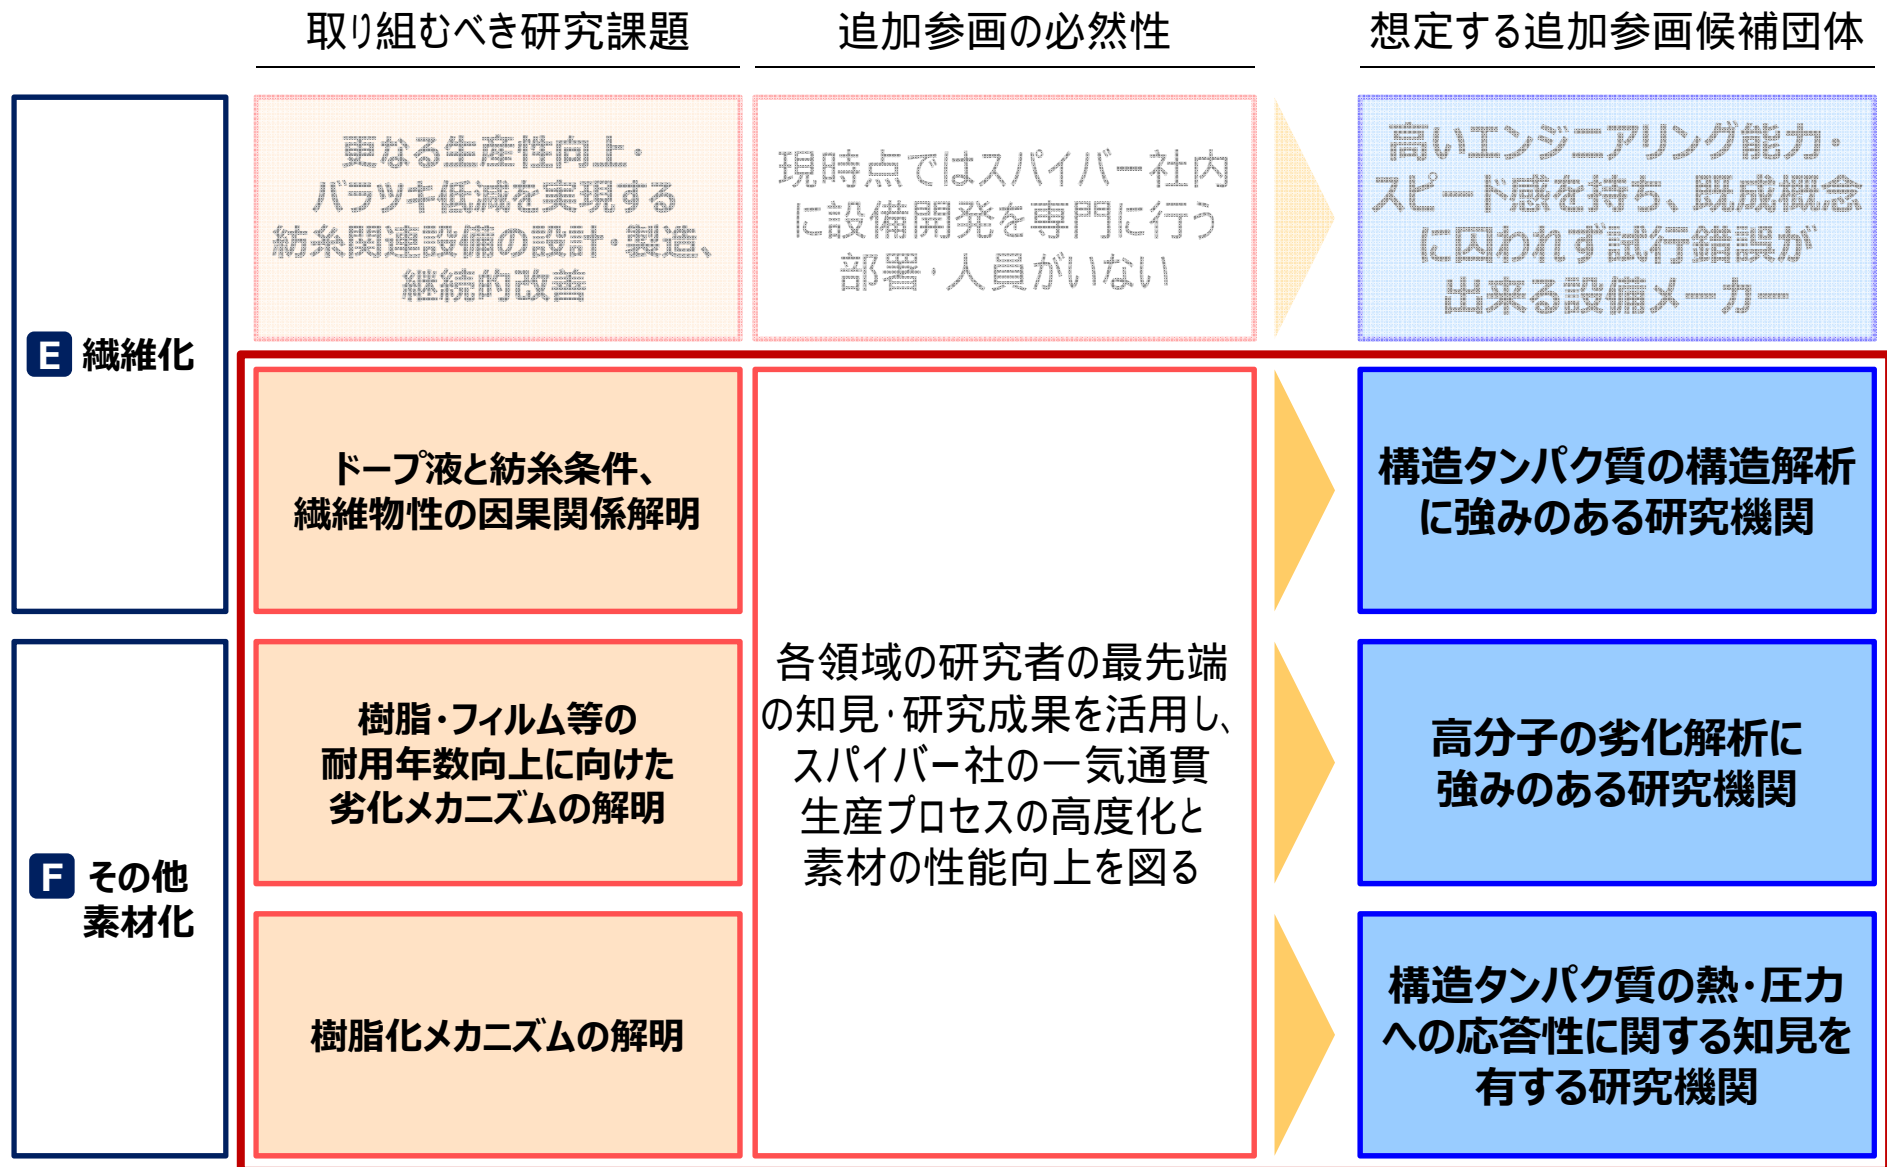 取り組むべき研究課題
追加参画の必然性
想定する追加参画候補団体
E 繊維化
更なる生産性向上・
バラツキ低減を実現する
紡糸関連設備の設計・製造、
継続的改善
現時点ではスパイバー社内
に設備開発を専門に行う
部署・人員がいない
高いエンジニアリング能力・
スピード感を持ち、既成概念
に囚われず試行錯誤が
出来る設備メーカー
ドープ液と紡糸条件、
繊維物性の因果関係解明
構造タンパク質の構造解析
に強みのある研究機関
F その他
素材化
樹脂・フィルム等の
耐用年数向上に向けた
劣化メカニズムの解明
各領域の研究者の最先端
の知見・研究成果を活用し、
スパイバー社の一気通貫
生産プロセスの高度化と
素材の性能向上を図る
高分子の劣化解析に
強みのある研究機関
樹脂化メカニズムの解明
構造タンパク質の熱・圧力
への応答性に関する知見を
有する研究機関